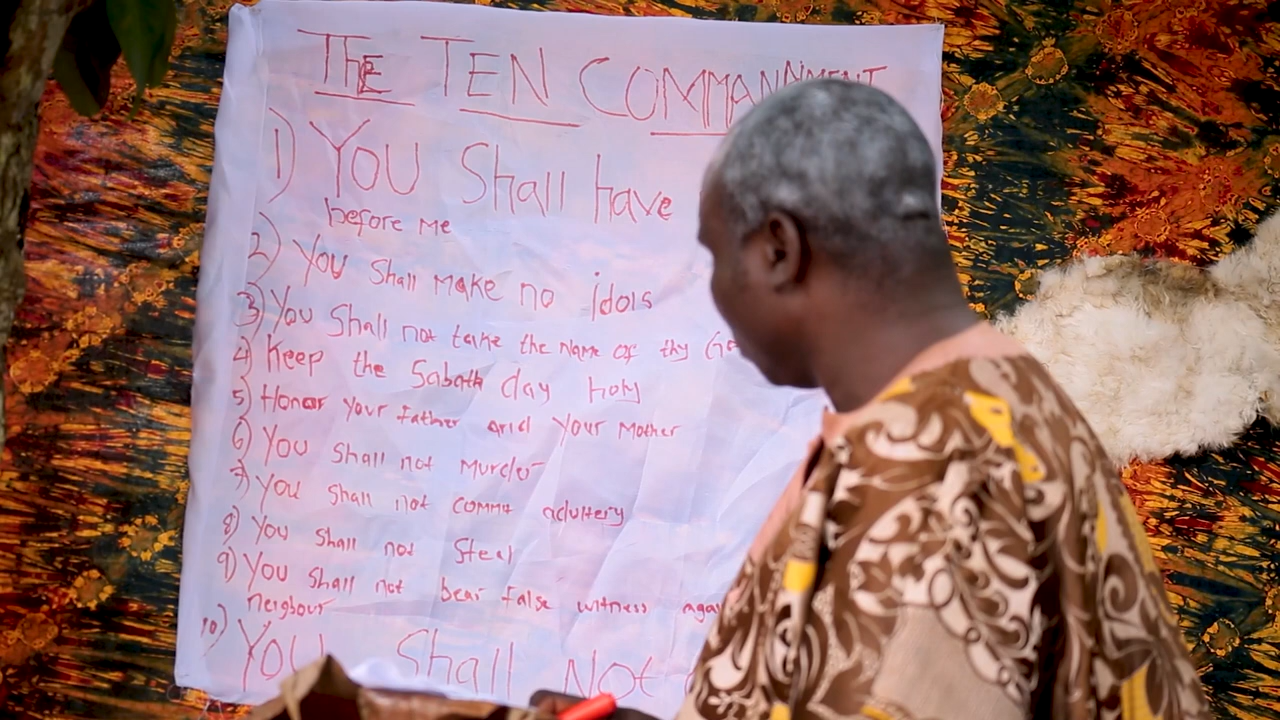 The TEN COMMANNMENT
1) YOU Shall have
before Me
2) You Shall Make no idols
3) You Shall not take the Name OF thy
4) Keep the Sabath day holy
5) Honor Your Father and Your Mother
6) You Shall not Murder
7) You Shall not commit adultery
8) You Shall not Steal
9) You Shall not bear false witness
Neigbour
10) YOU Shall Not